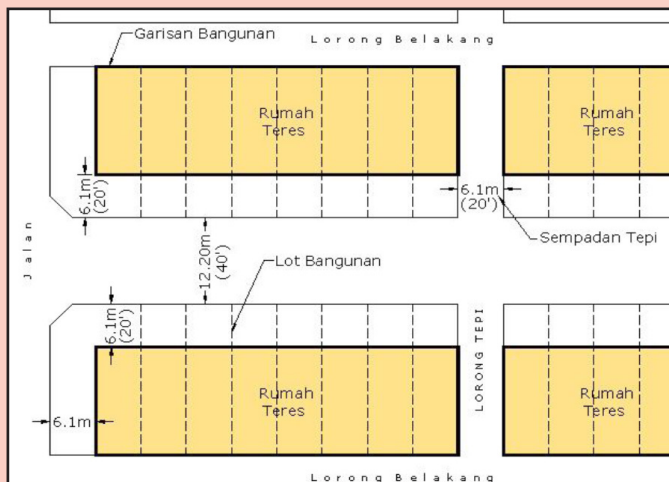 Garisan Bangunan
Lorong Belakang
Rumah
Teres
Rumah
Teres
6.1m
(20')
6.1m
(20')
Sempadan Tepi
Jalan
12.20m
(40')
Lot Bangunan
6.1m
(20')
LORONG TEPI
Rumah
Teres
Rumah
Teres
6.1m
Lorong Belakang